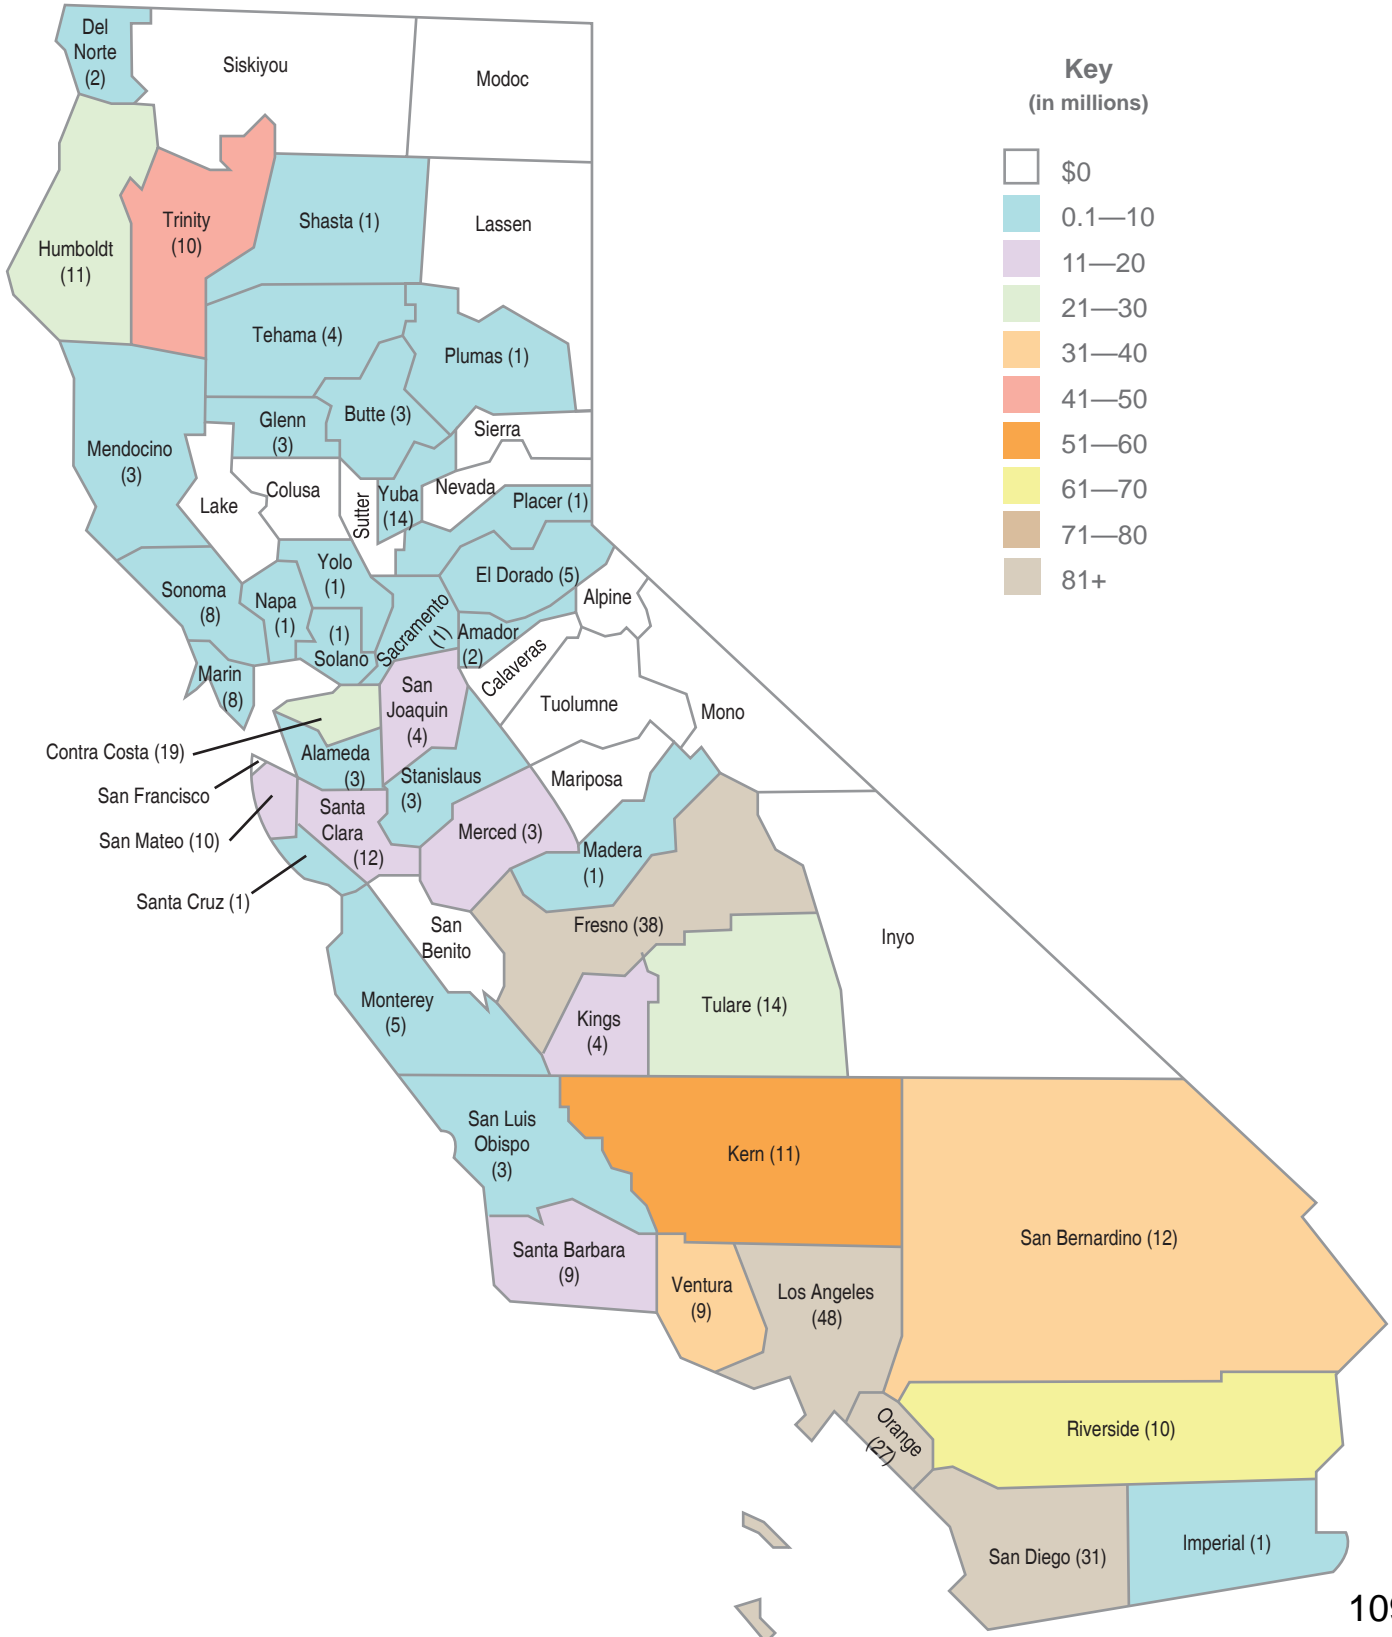 Del
Norte
(2)
Siskiyou
Modoc
Key
(in millions)
$0
0.1—10
11—20
21—30
31—40
41—50
51—60
61—70
71—80
81+
Humboldt
(11)
Trinity
(10)
Shasta (1)
Lassen
Tehama (4)
Plumas (1)
Mendocino
(3)
Glenn
(3)
Butte (3)
Sierra
Lake
Colusa
Sutter
Yuba
(14)
Nevada
Placer (1)
Sonoma
(8)
Napa
(1)
Yolo
(1)
(1)
Solano
Sacramento
(1)
El Dorado (5)
Amador
(2)
Alpine
Calaveras
Marin
(8)
San
Joaquin
(4)
Tuolumne
Mono
Contra Costa (19)
Alameda
(3)
Stanislaus
(3)
Mariposa
San Francisco
San Mateo (10)
Santa
Clara
(12)
Merced (3)
Madera
(1)
Santa Cruz (1)
San
Benito
Fresno (38)
Inyo
Monterey
(5)
Kings
(4)
Tulare (14)
San Luis
Obispo
(3)
Kern (11)
San Bernardino (12)
Santa Barbara
(9)
Ventura
(9)
Los Angeles
(48)
Orange
(27)
Riverside (10)
San Diego (31)
Imperial (1)